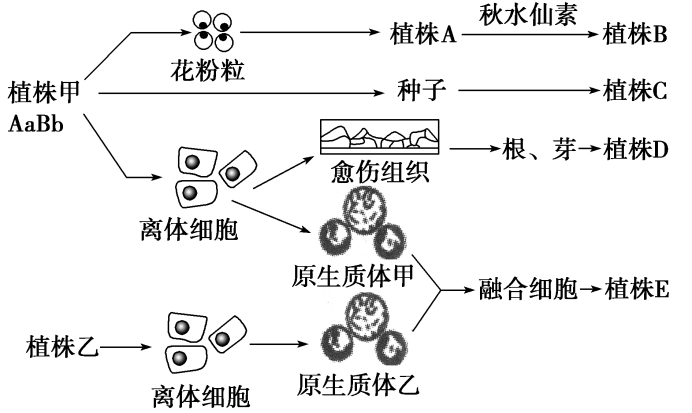 秋水仙素
花粉粒
植株A
植株B
植株甲
AaBb
种子
植株C
离体细胞
愈伤组织
根、芽
植株D
原生质体甲
融合细胞
植株E
植株乙
离体细胞
原生质体乙